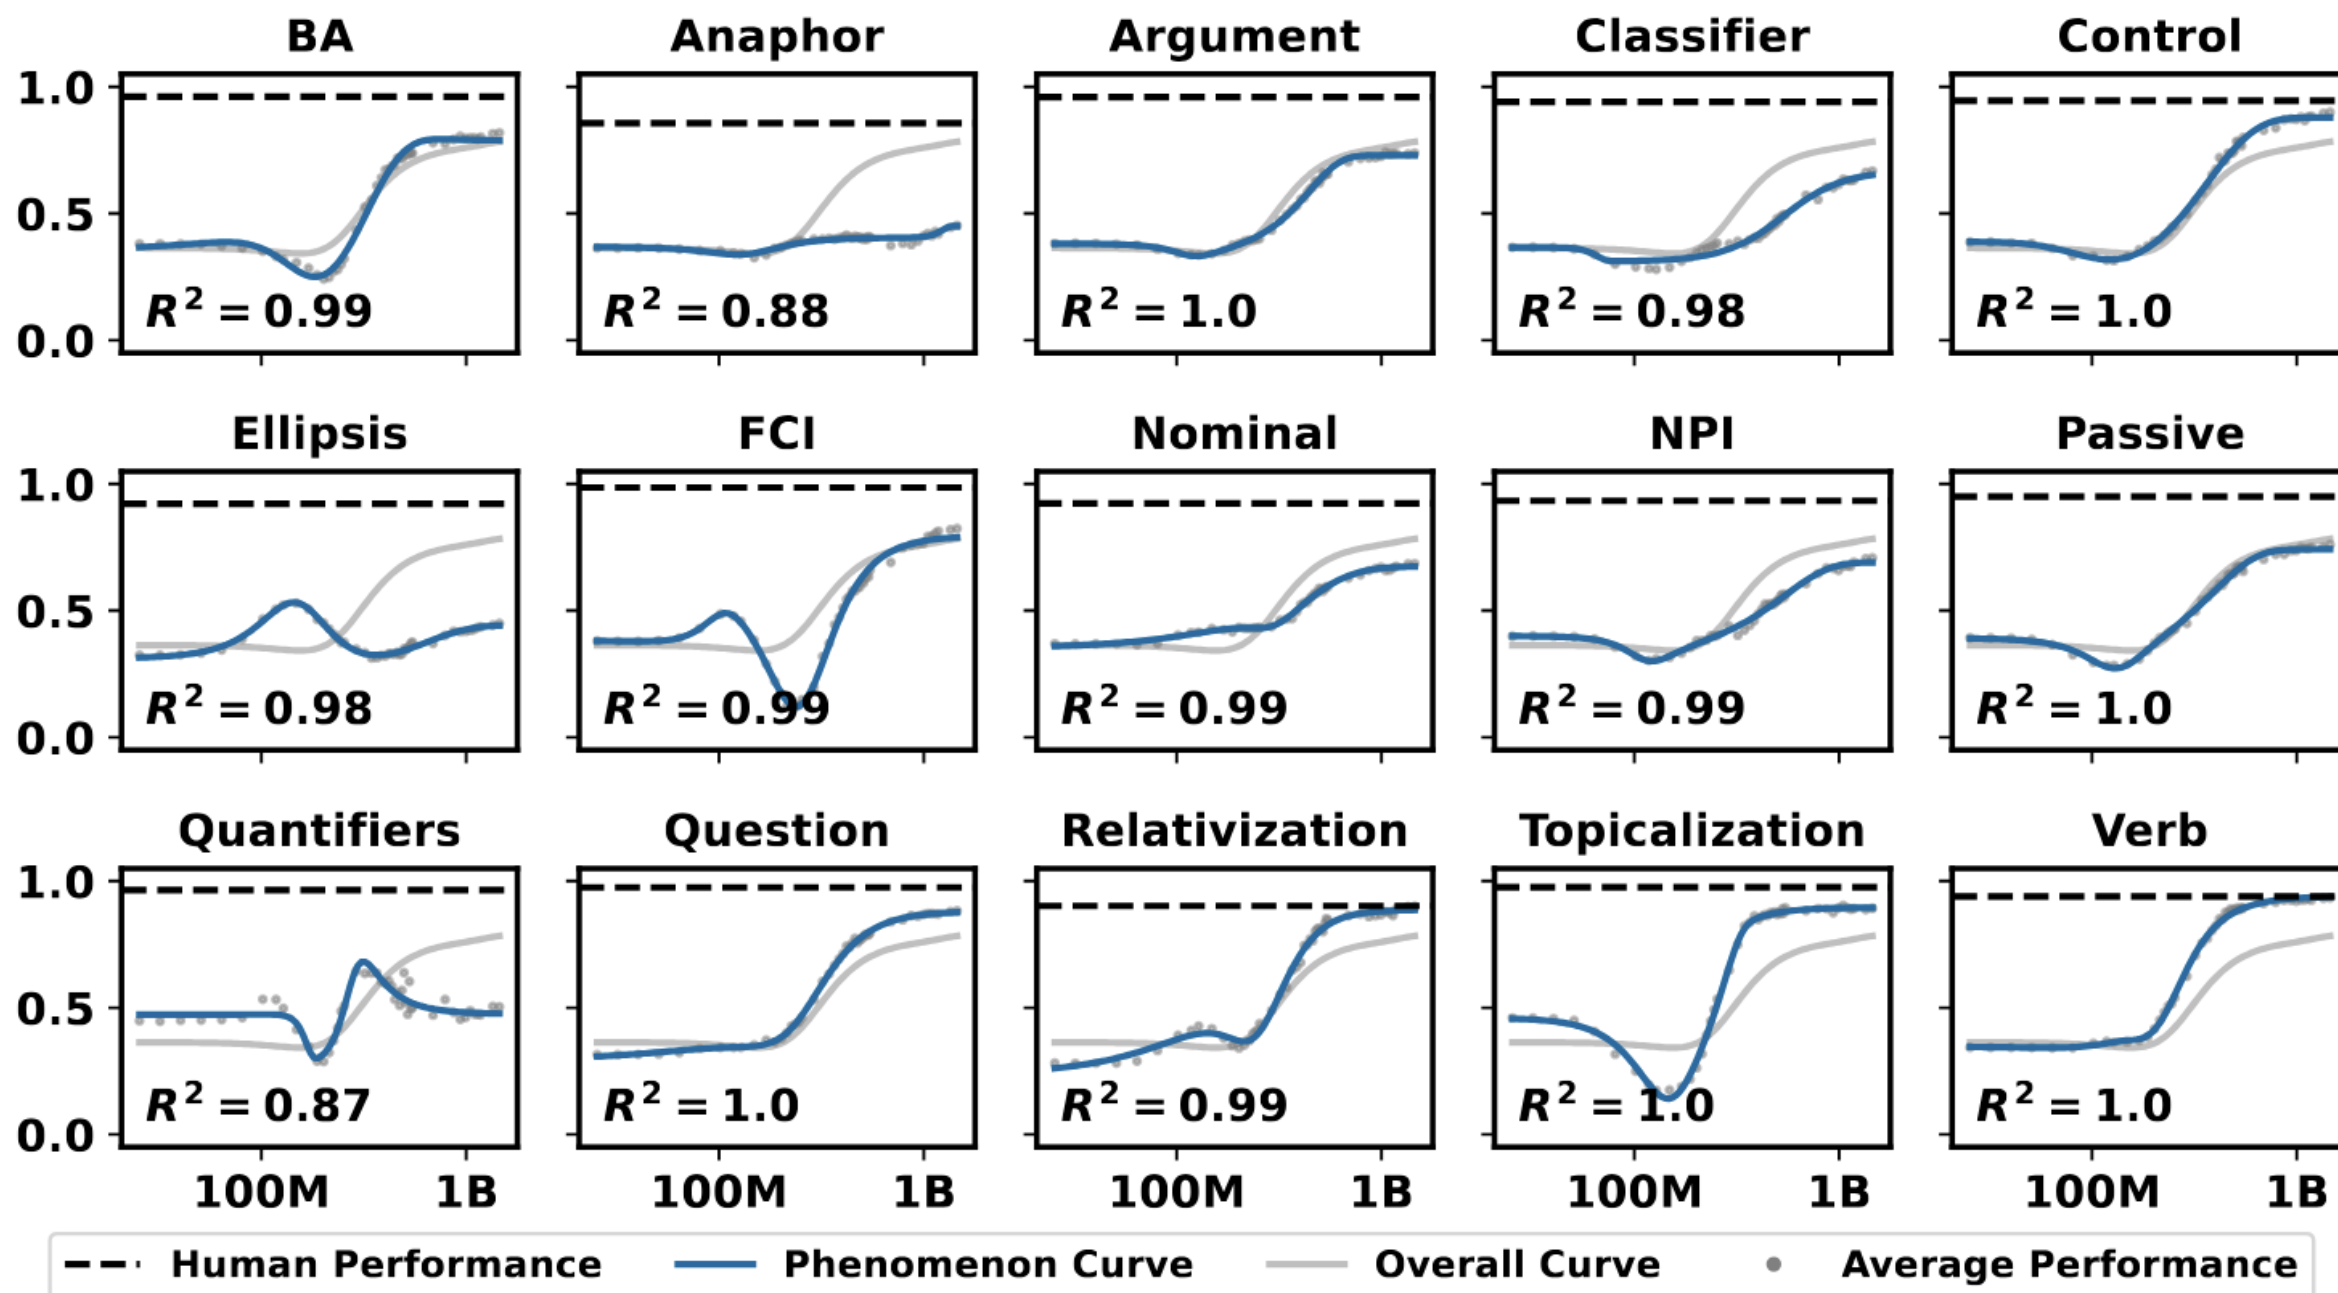 BA Anaphor Argument Classifier Control
1.0
0.5
0.0
R² = 0.99 R² = 0.88 R² = 1.0 R² = 0.98 R² = 1.0
Ellipsis FCI Nominal NPI Passive
1.0
0.5
0.0
R² = 0.98 R² = 0.99 R² = 0.99 R² = 0.99 R² = 1.0
Quantifiers Question Relativization Topicalization Verb
1.0
0.5
0.0
R² = 0.87 R² = 1.0 R² = 0.99 R² = 1.0 R² = 1.0
100M 1B 100M 1B 100M 1B 100M 1B 100M 1B
Human Performance Phenomenon Curve Overall Curve Average Performance